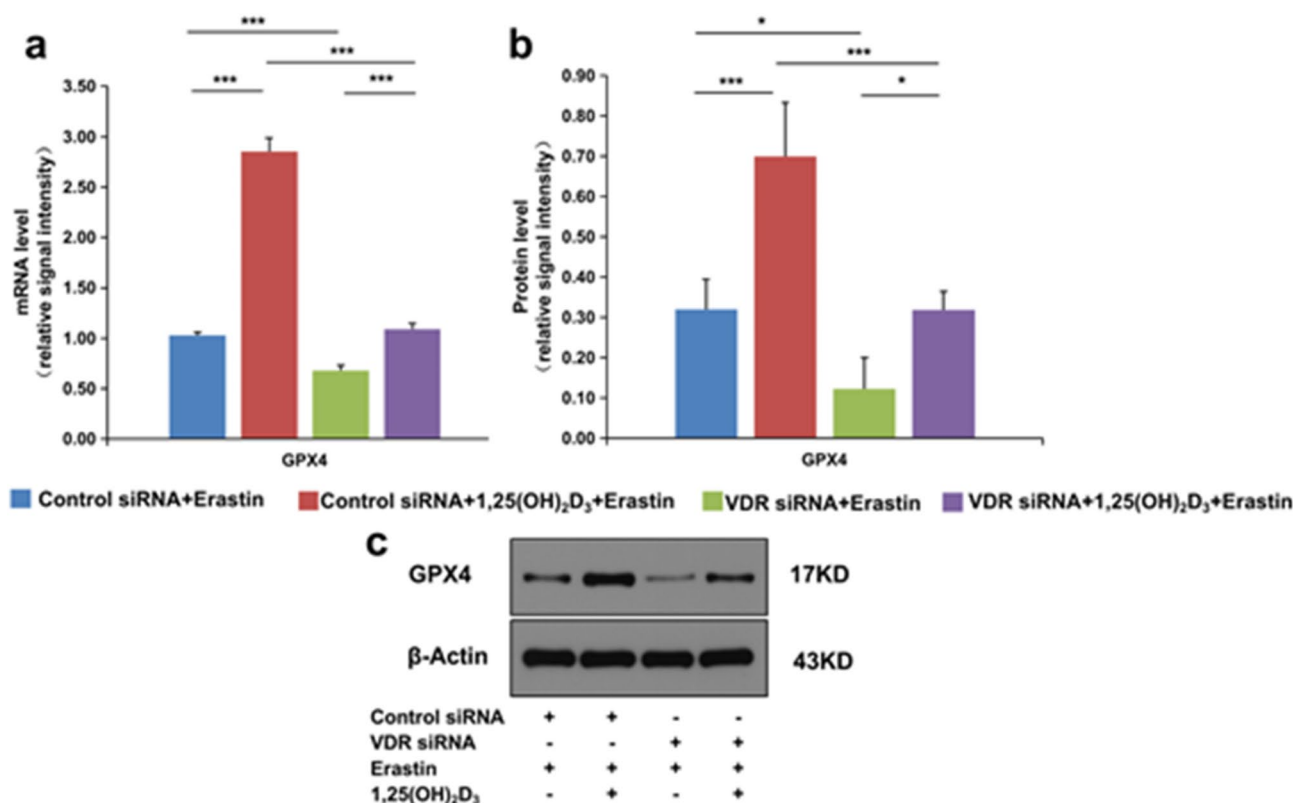 a
***
***
***
***
3.50
3.00
2.50
2.00
1.50
1.00
0.50
0.00
mRNA level
(relative signal intensity)
GPX4
b
*
***
***
*
0.90
0.80
0.70
0.60
0.50
0.40
0.30
0.20
0.10
0.00
Protein level
(relative signal intensity)
GPX4
Control siRNA+Erastin Control siRNA+1,25(OH)₂D₃+Erastin VDR siRNA+Erastin VDR siRNA+1,25(OH)₂D₃+Erastin
c
GPX4 17KD
β-Actin 43KD
Control siRNA + + - -
VDR siRNA - - + +
Erastin + + + +
1,25(OH)₂D₃ - + - +